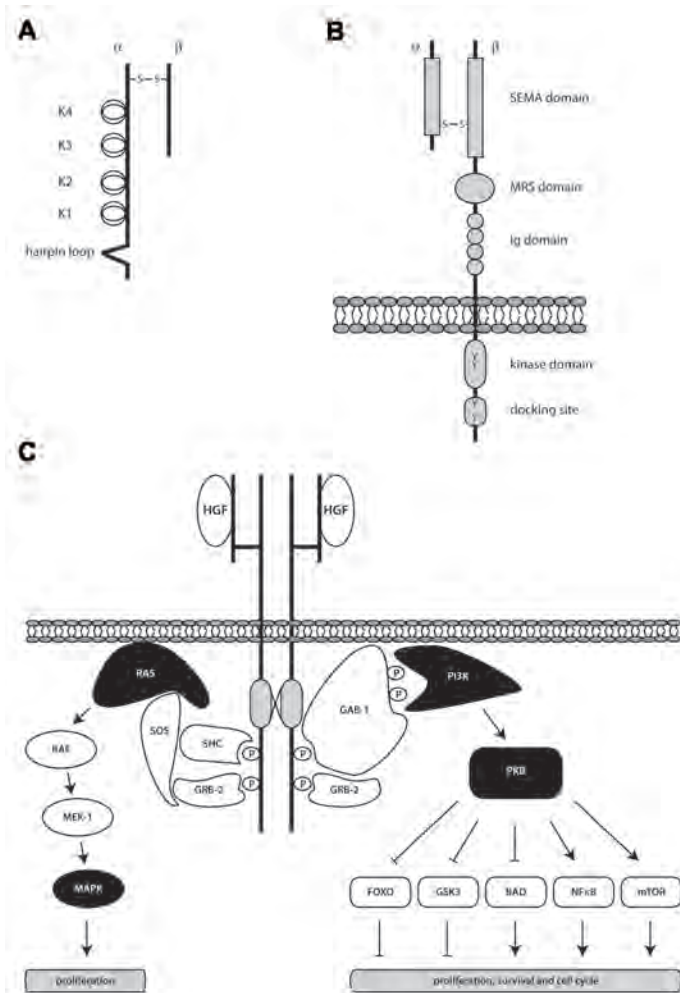 A
α β
-S-S-
K4
K3
K2
K1
hairpin loop
B
α β
SEMA domain
S-S
MRS domain
Ig domain
kinase domain
Y
Y
docking site
Y
Y
C
HGF HGF
RAS
PI3K
GAB-1
P
P
SOS
SHC
P P
GRB-2
P P
GRB-2
RAF
MEK-1
MAPK
proliferation
PKB
FOXO GSK3 BAD NFκB mTOR
proliferation, survival and cell cycle